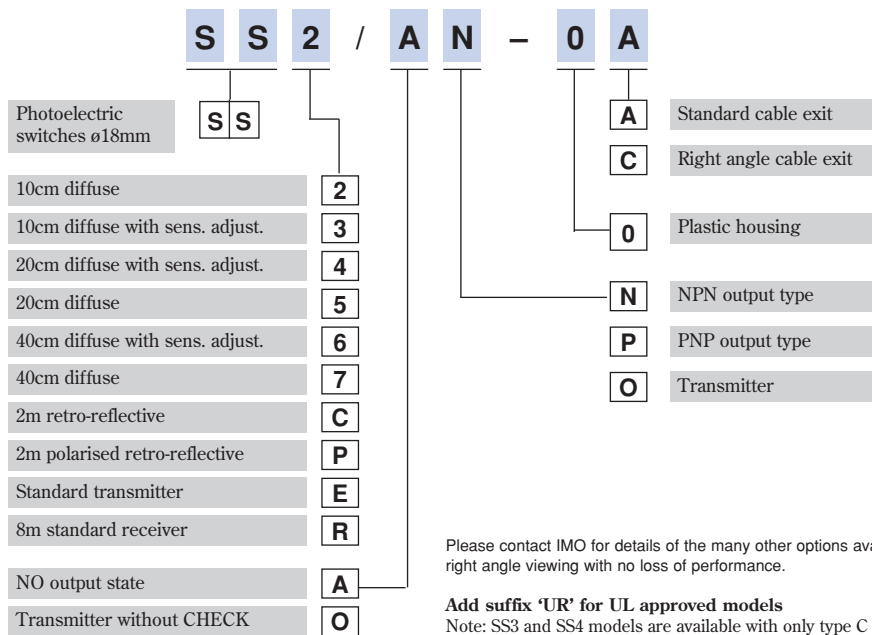 S S 2 / A N – 0 A
Photoelectric
switches ø18mm
S S
10cm diffuse 2
10cm diffuse with sens. adjust. 3
20cm diffuse with sens. adjust. 4
20cm diffuse 5
40cm diffuse with sens. adjust. 6
40cm diffuse 7
2m retro-reflective C
2m polarised retro-reflective P
Standard transmitter E
8m standard receiver R
NO output state A
Transmitter without CHECK O
A Standard cable exit
C Right angle cable exit
0 Plastic housing
N NPN output type
P PNP output type
O Transmitter
Please contact IMO for details of the many other options
right angle viewing with no loss of performance.
Add suffix ‘UR’ for UL approved models
Note: SS3 and SS4 models are available with only type C